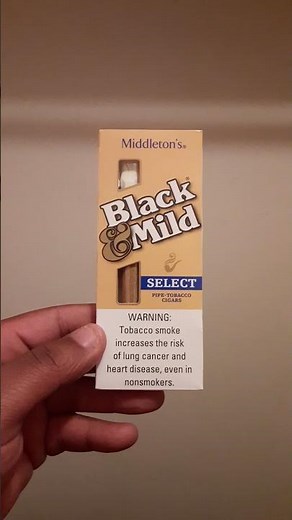 Middleton's®
Black®
& Mild
SELECT
PIPE-TOBACCO
CIGARS
WARNING:
Tobacco smoke
increases the risk
of lung cancer and
heart disease, even in
nonsmokers.